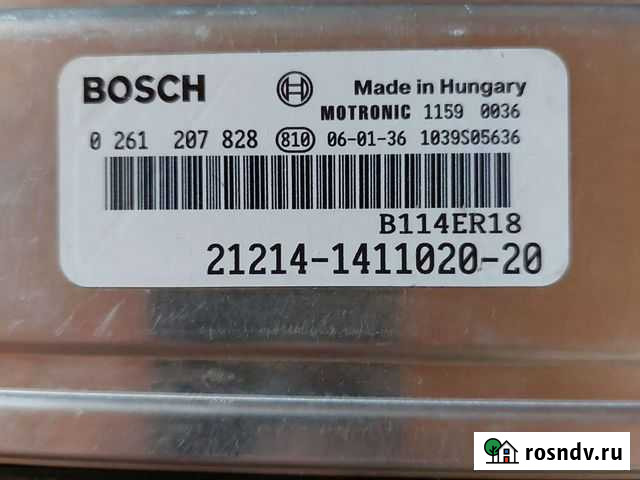 BOSCH Made in Hungary
MOTRONIC 1159 0036
0 261 207 828 810 06-01-36 1039S05636
B114ER18
21214-1411020-20
rosndv.ru